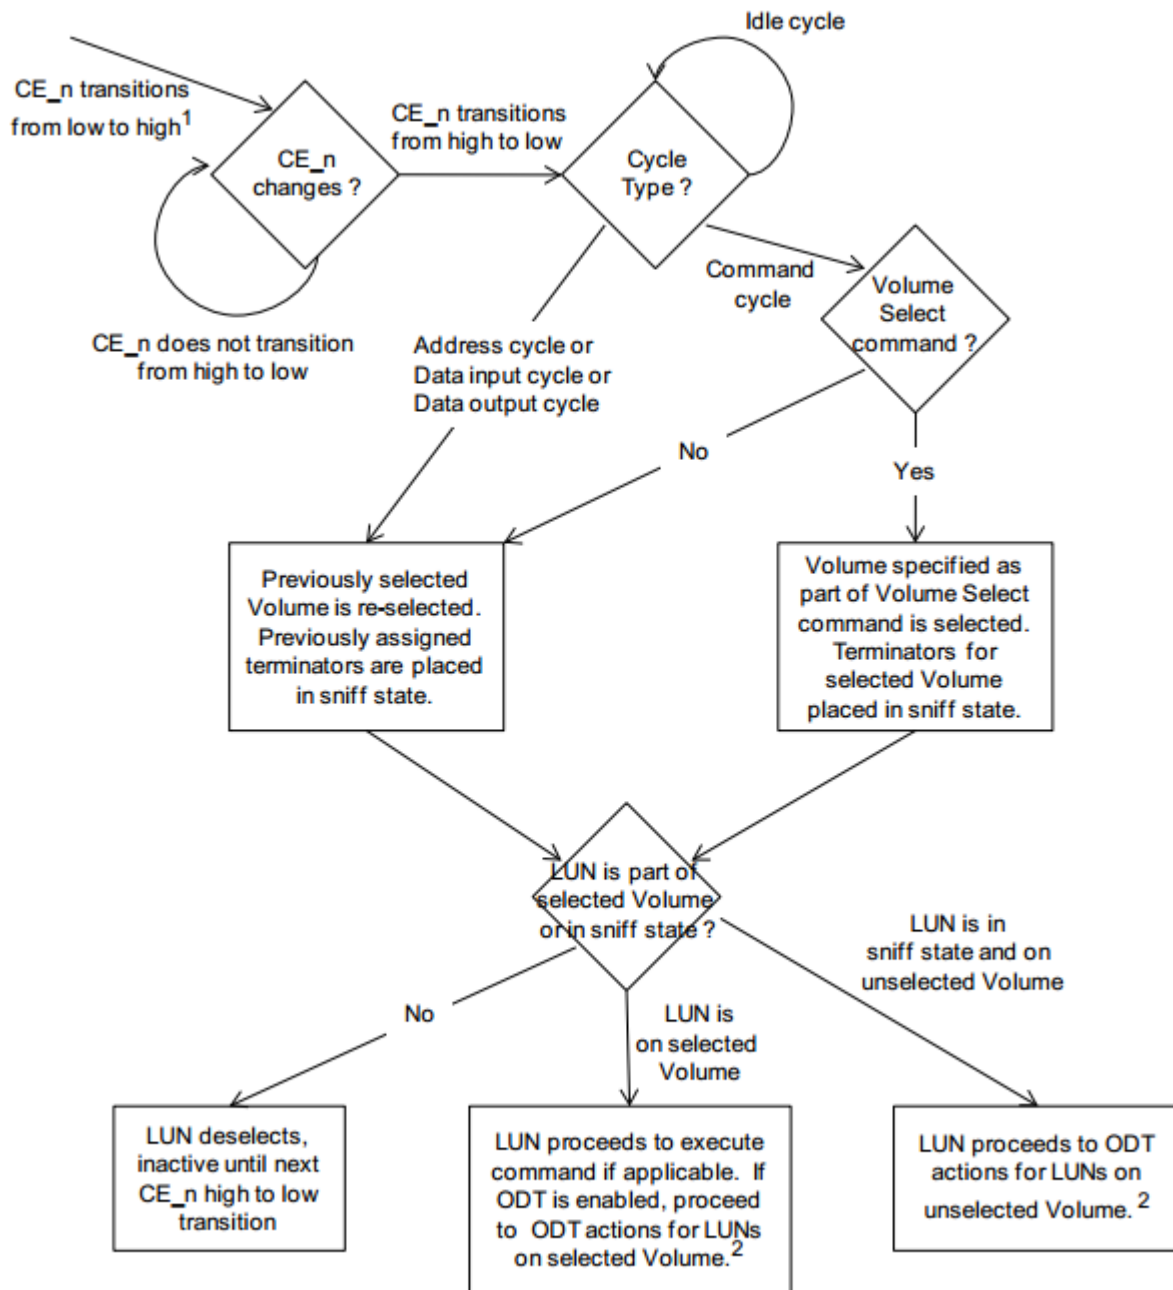 Idle cycle
CE_n transitions
from low to high1
CE_n transitions
from high to low
CE_n
changes ?
Cycle
Type ?
Command
cycle
Volume
Select
command ?
CE_n does not transition
from high to low
Address cycle or
Data input cycle or
Data output cycle
No
Yes
Previously selected
Volume is re-selected.
Previously assigned
terminators are placed
in sniff state.
Volume specified as
part of Volume Select
command is selected.
Terminators for
selected Volume
placed in sniff state.
LUN is part of
selected Volume
or in sniff state ?
LUN is in
sniff state and on
unselected Volume
No
LUN is
on selected
Volume
LUN deselects,
inactive until next
CE_n high to low
transition
LUN proceeds to execute
command if applicable. If
ODT is enabled, proceed
to ODT actions for LUNs
on selected Volume.2
LUN proceeds to ODT
actions for LUNs on
unselected Volume. 2